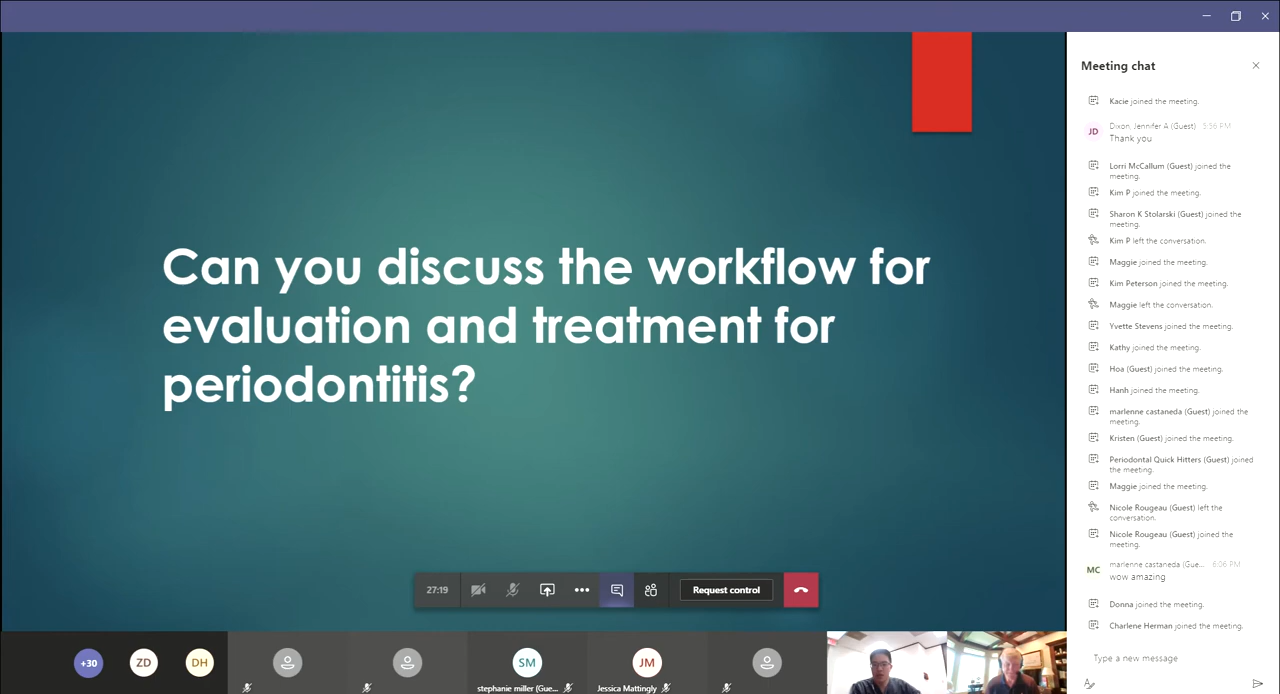 Can you discuss the workflow for
evaluation and treatment for
periodontitis?
27:19
Request control
+30
ZD
DH
SM
stephanie miller (Gue...
JM
Jessica Mattingly
Meeting chat
Kacie joined the meeting.
JD
Dixon, Jennifer A (Guest) 5:56 PM
Thank you
Lorri McCallum (Guest) joined the
meeting.
Kim P joined the meeting.
Sharon K Stolarski (Guest) joined the
meeting.
Kim P left the conversation.
Maggie joined the meeting.
Kim Peterson joined the meeting.
Maggie left the conversation.
Yvette Stevens joined the meeting.
Kathy joined the meeting.
Hoa (Guest) joined the meeting.
Hanh joined the meeting.
marlenne castaneda (Guest) joined the
meeting.
Kristen (Guest) joined the meeting.
Periodontal Quick Hitters (Guest) joined
the meeting.
Maggie joined the meeting.
Nicole Rougeau (Guest) left the
conversation.
Nicole Rougeau (Guest) joined the
meeting.
MC
marlenne castaneda (Gue... 6:06 PM
wow amazing
Donna joined the meeting.
Charlene Herman joined the meeting.
Type a new message